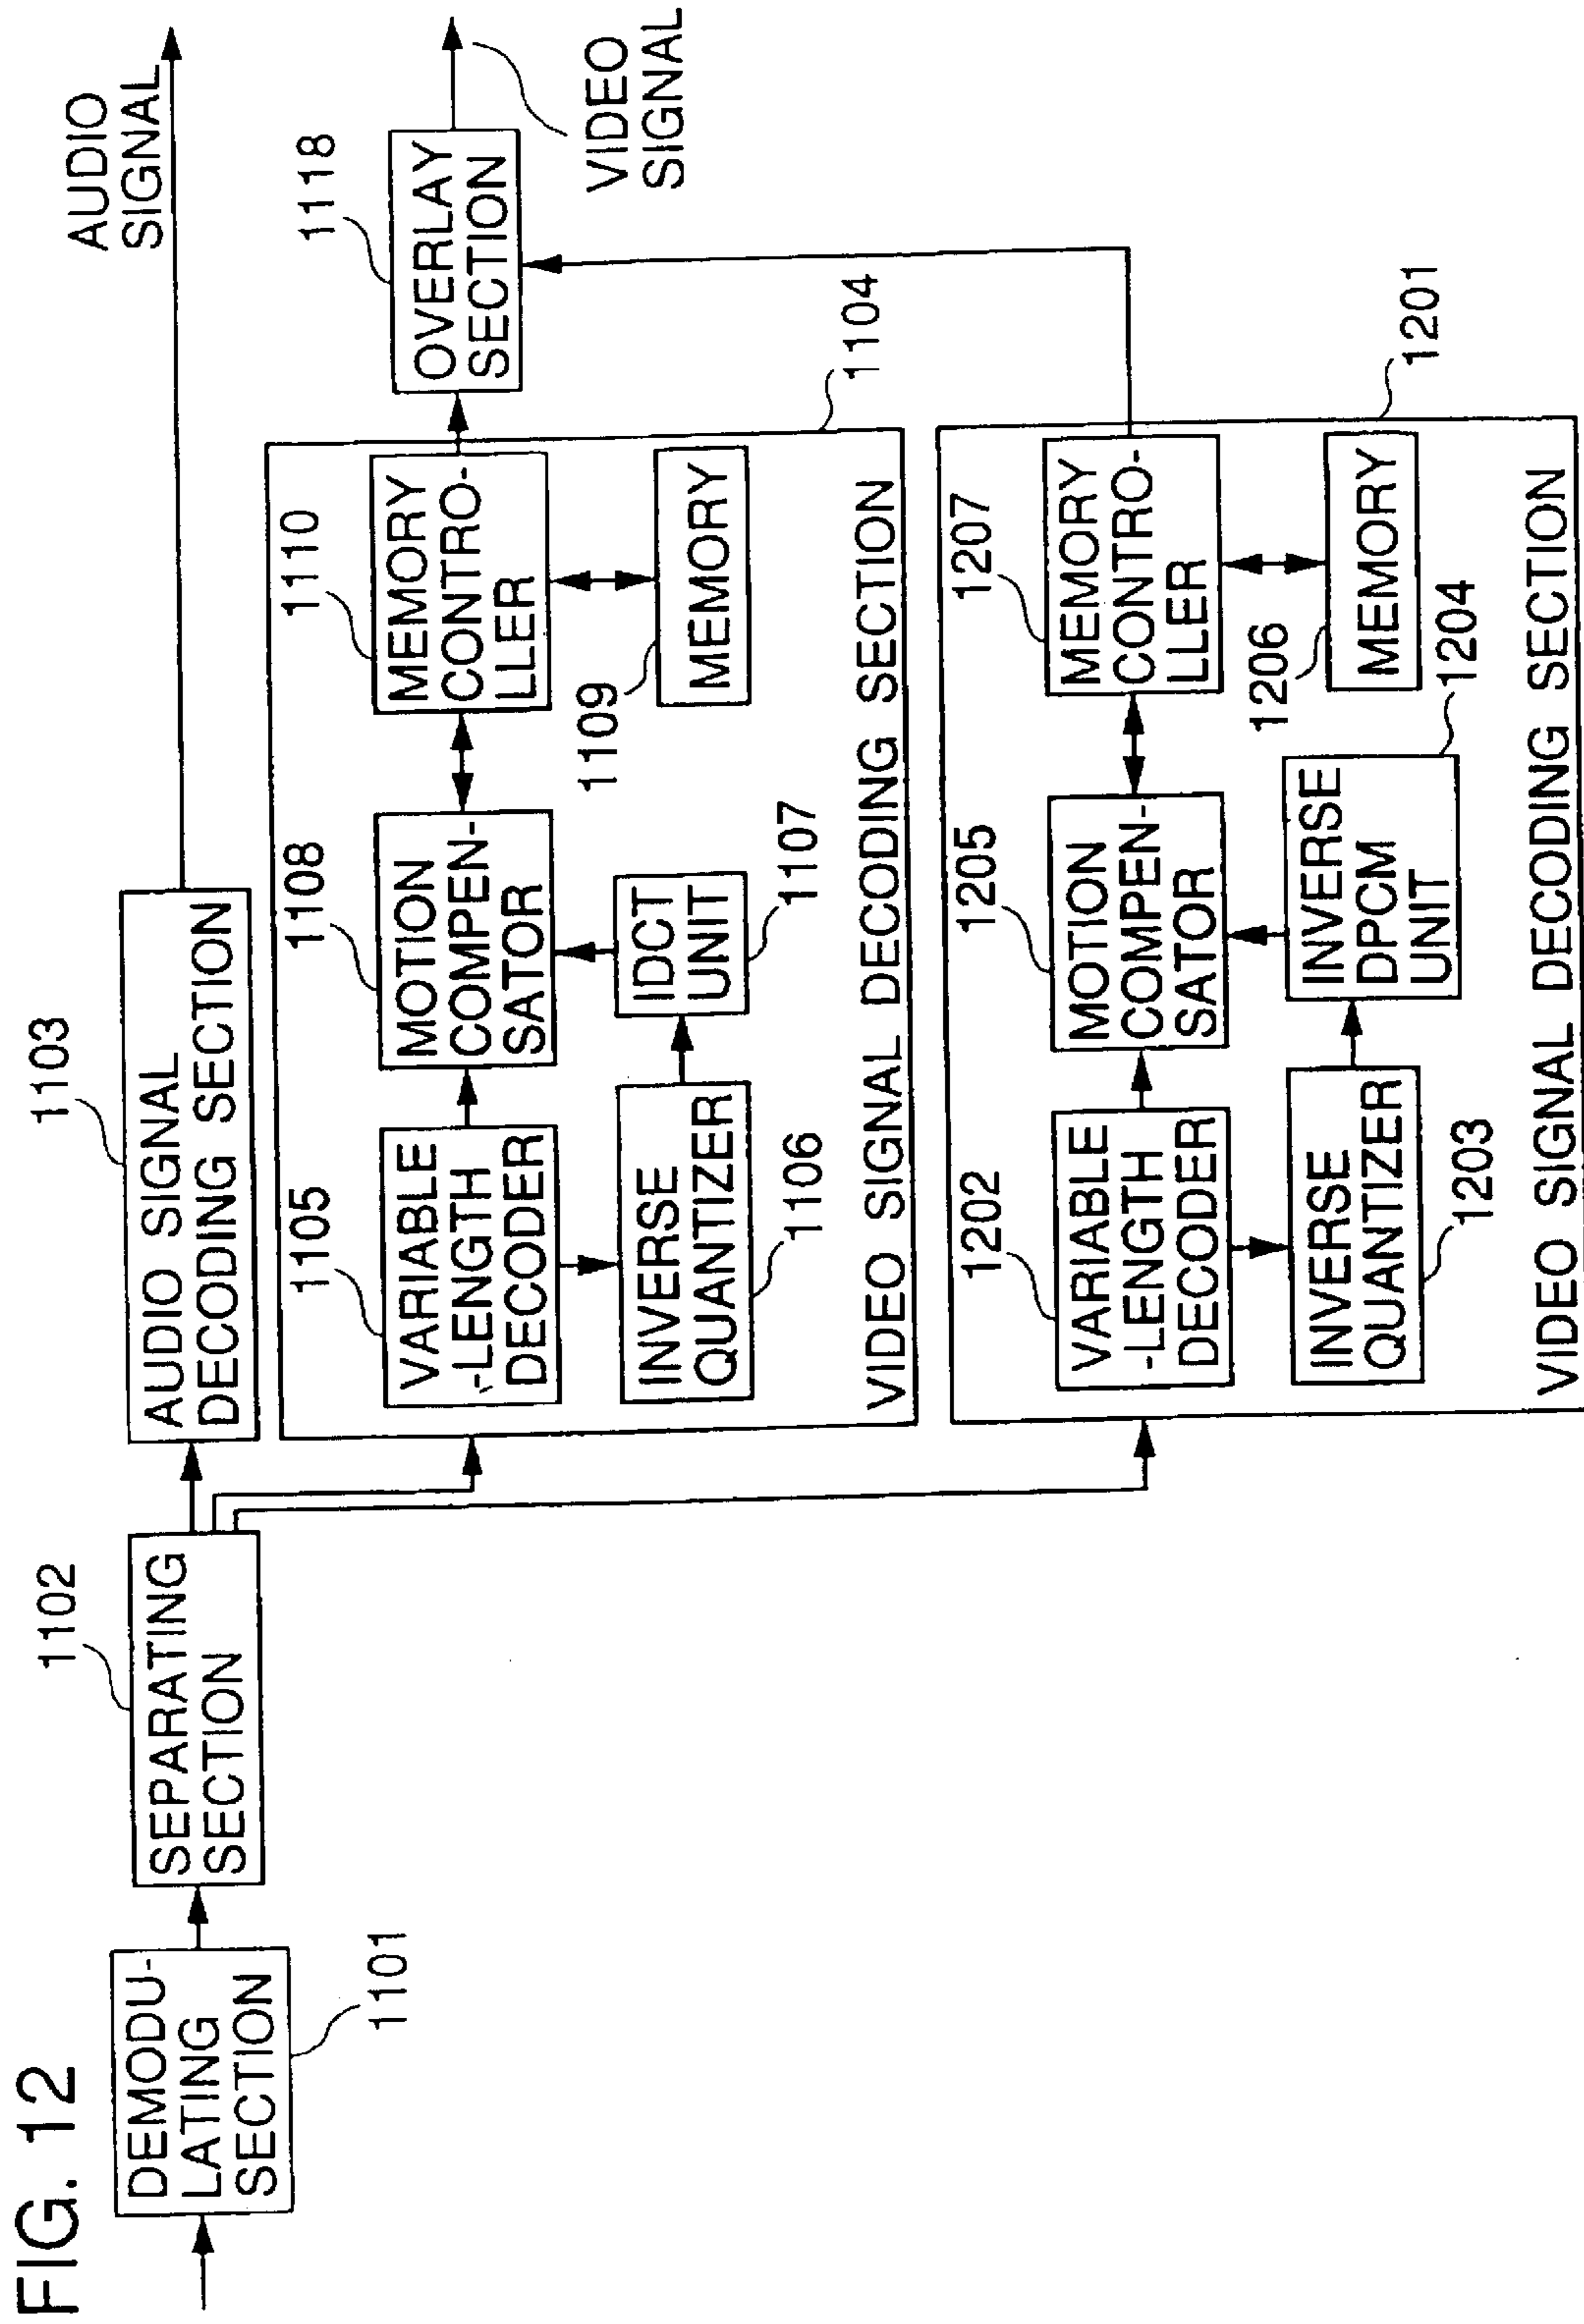 FIG. 12
DEMODU-
LATING
SECTION
1101
SEPARATING
SECTION
1102
AUDIO SIGNAL
DECODING SECTION
1103
AUDIO
SIGNAL
VARIABLE
-LENGTH
DECODER
1105
INVERSE
QUANTIZER
1106
MOTION
COMPEN-
SATOR
1108
IDCT
UNIT
1107
MEMORY
CONTRO-
LLER
1110
MEMORY
1109
VIDEO SIGNAL DECODING SECTION
1104
OVERLAY
SECTION
1118
VIDEO
SIGNAL
VARIABLE
-LENGTH
DECODER
1202
INVERSE
QUANTIZER
1203
MOTION
COMPEN-
SATOR
1205
INVERSE
DPCM
UNIT
1204
MEMORY
CONTRO-
LLER
1207
MEMORY
1206
VIDEO SIGNAL DECODING SECTION
1201